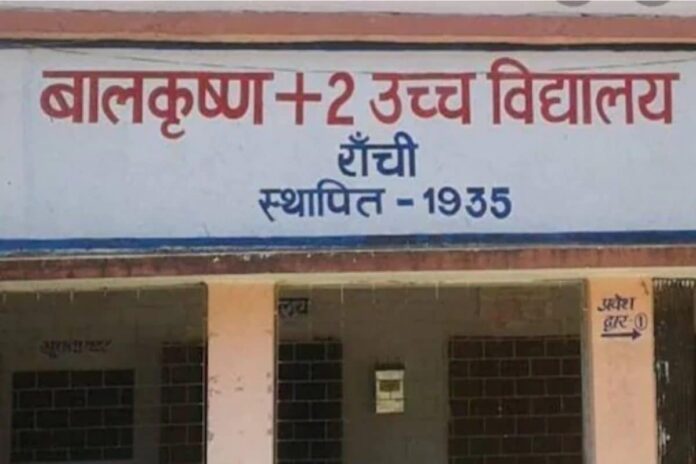 बालकृष्ण +2 उच्च विद्यालय
राँची
स्थापित - 1935
प्रवेश
द्वार-①